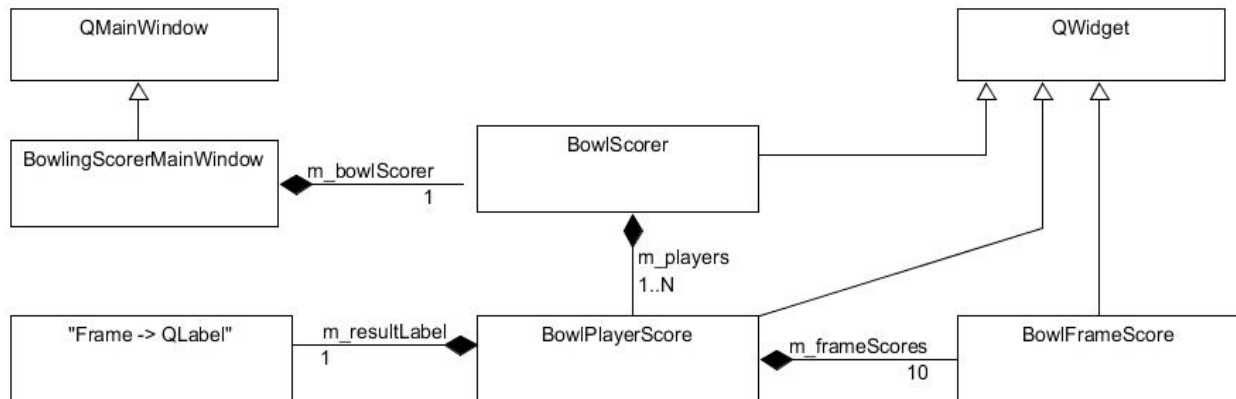 QMainWindow
QWidget
BowlingScorerMainWindow
BowlScorer
m_bowlScorer
1
m_players
1..N
"Frame -> QLabel"
m_resultLabel
1
BowlPlayerScore
m_frameScores
10
BowlFrameScore